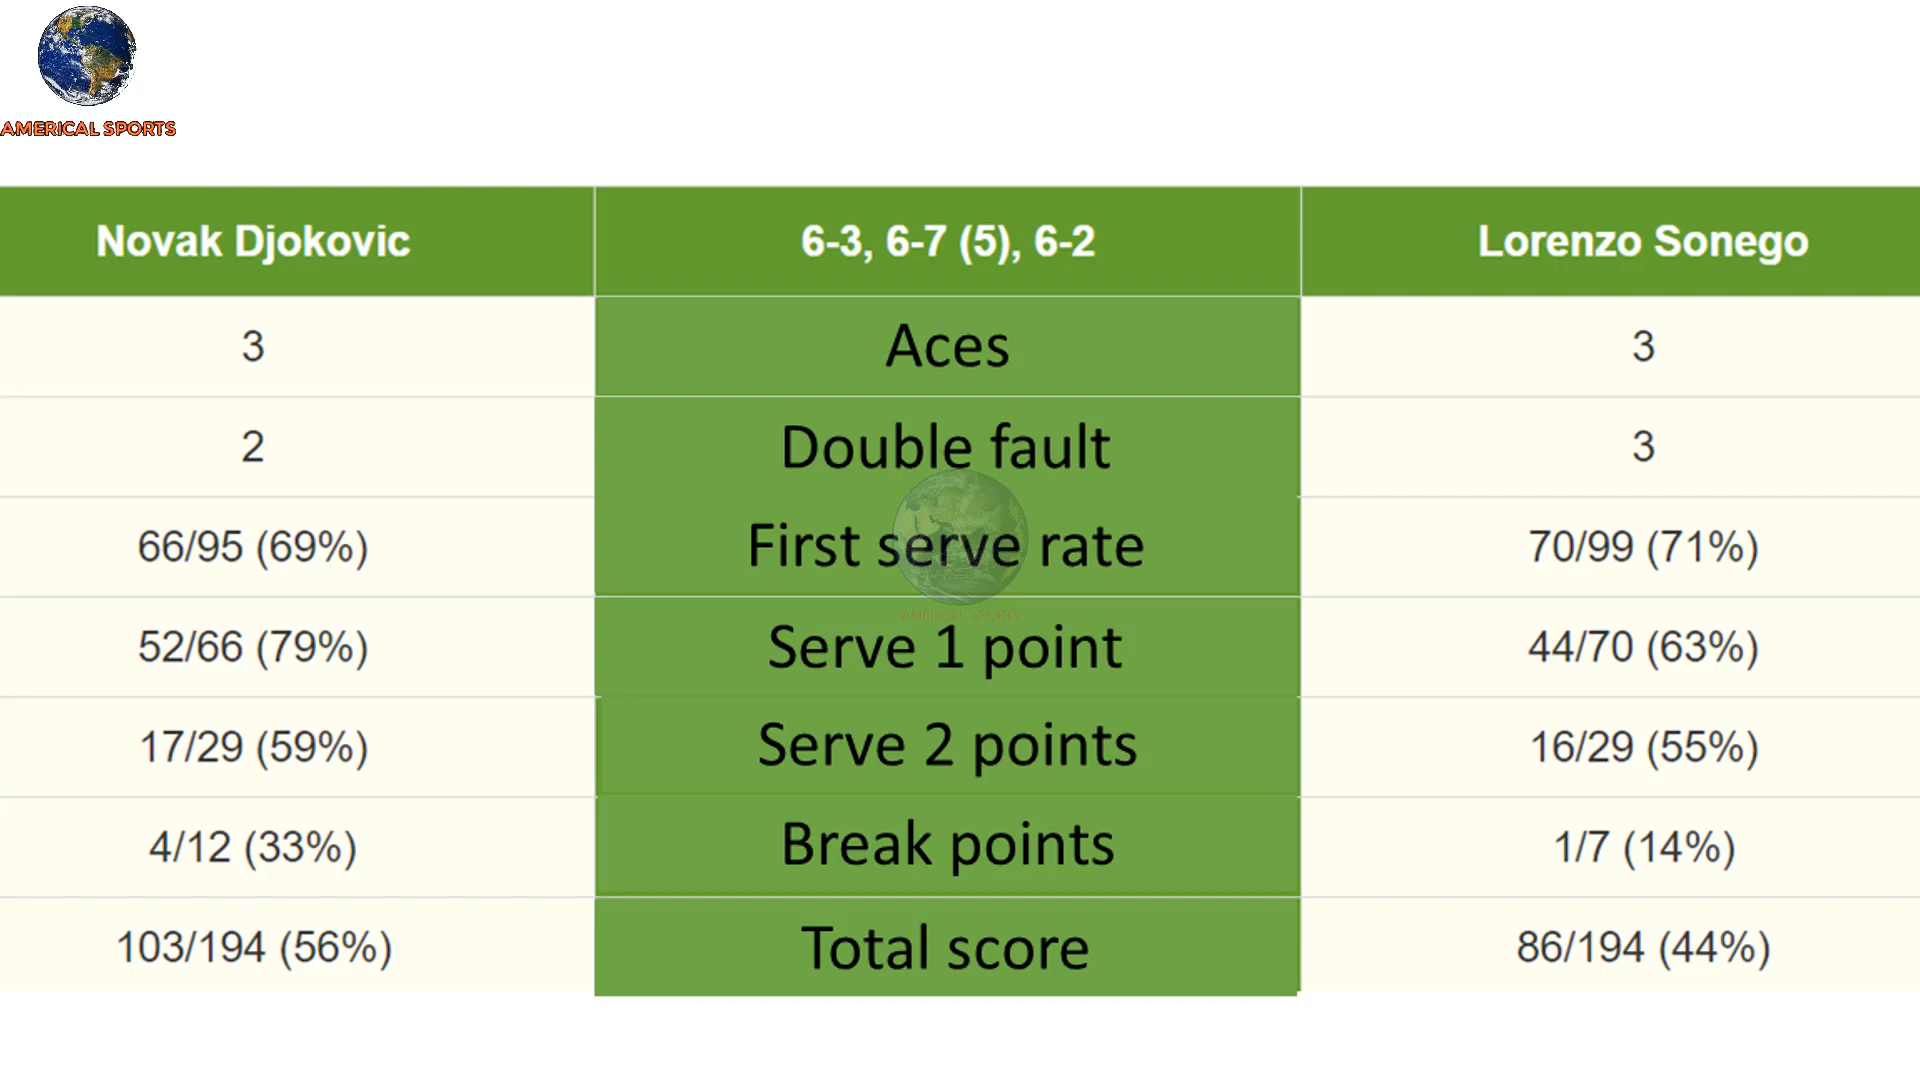 AMERICAL SPORTS
Novak Djokovic 6-3, 6-7 (5), 6-2 Lorenzo Sonego
3 Aces 3
2 Double fault 3
66/95 (69%) First serve rate 70/99 (71%)
AMERICAL SPORTS
52/66 (79%) Serve 1 point 44/70 (63%)
17/29 (59%) Serve 2 points 16/29 (55%)
4/12 (33%) Break points 1/7 (14%)
103/194 (56%) Total score 86/194 (44%)